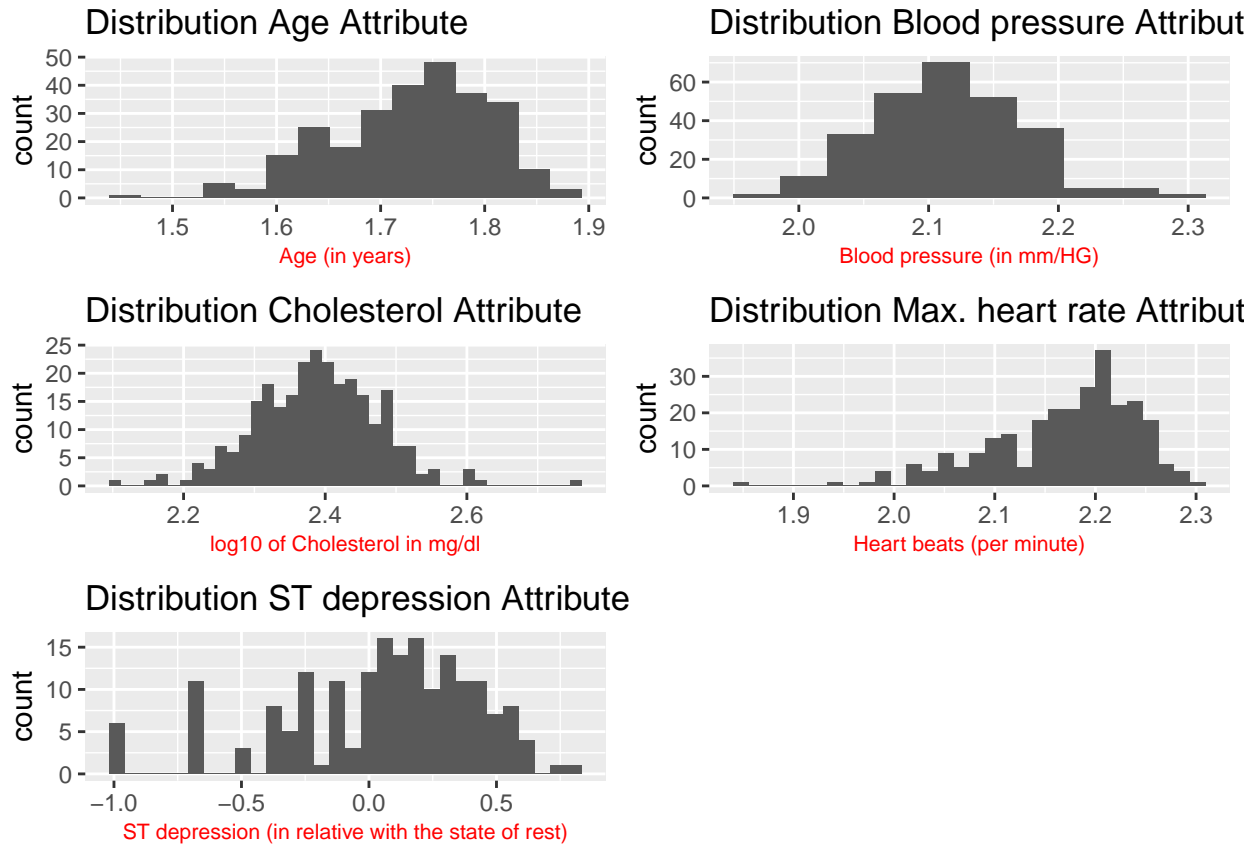 Distribution Age Attribute
count
50
40
30
20
10
0
1.5 1.6 1.7 1.8 1.9
Age (in years)
Distribution Blood pressure Attribut
count
60
40
20
0
2.0 2.1 2.2 2.3
Blood pressure (in mm/HG)
Distribution Cholesterol Attribute
count
25
20
15
10
5
0
2.2 2.4 2.6
log10 of Cholesterol in mg/dl
Distribution Max. heart rate Attribut
count
30
20
10
0
1.9 2.0 2.1 2.2 2.3
Heart beats (per minute)
Distribution ST depression Attribute
count
15
10
5
0
−1.0 −0.5 0.0 0.5
ST depression (in relative with the state of rest)